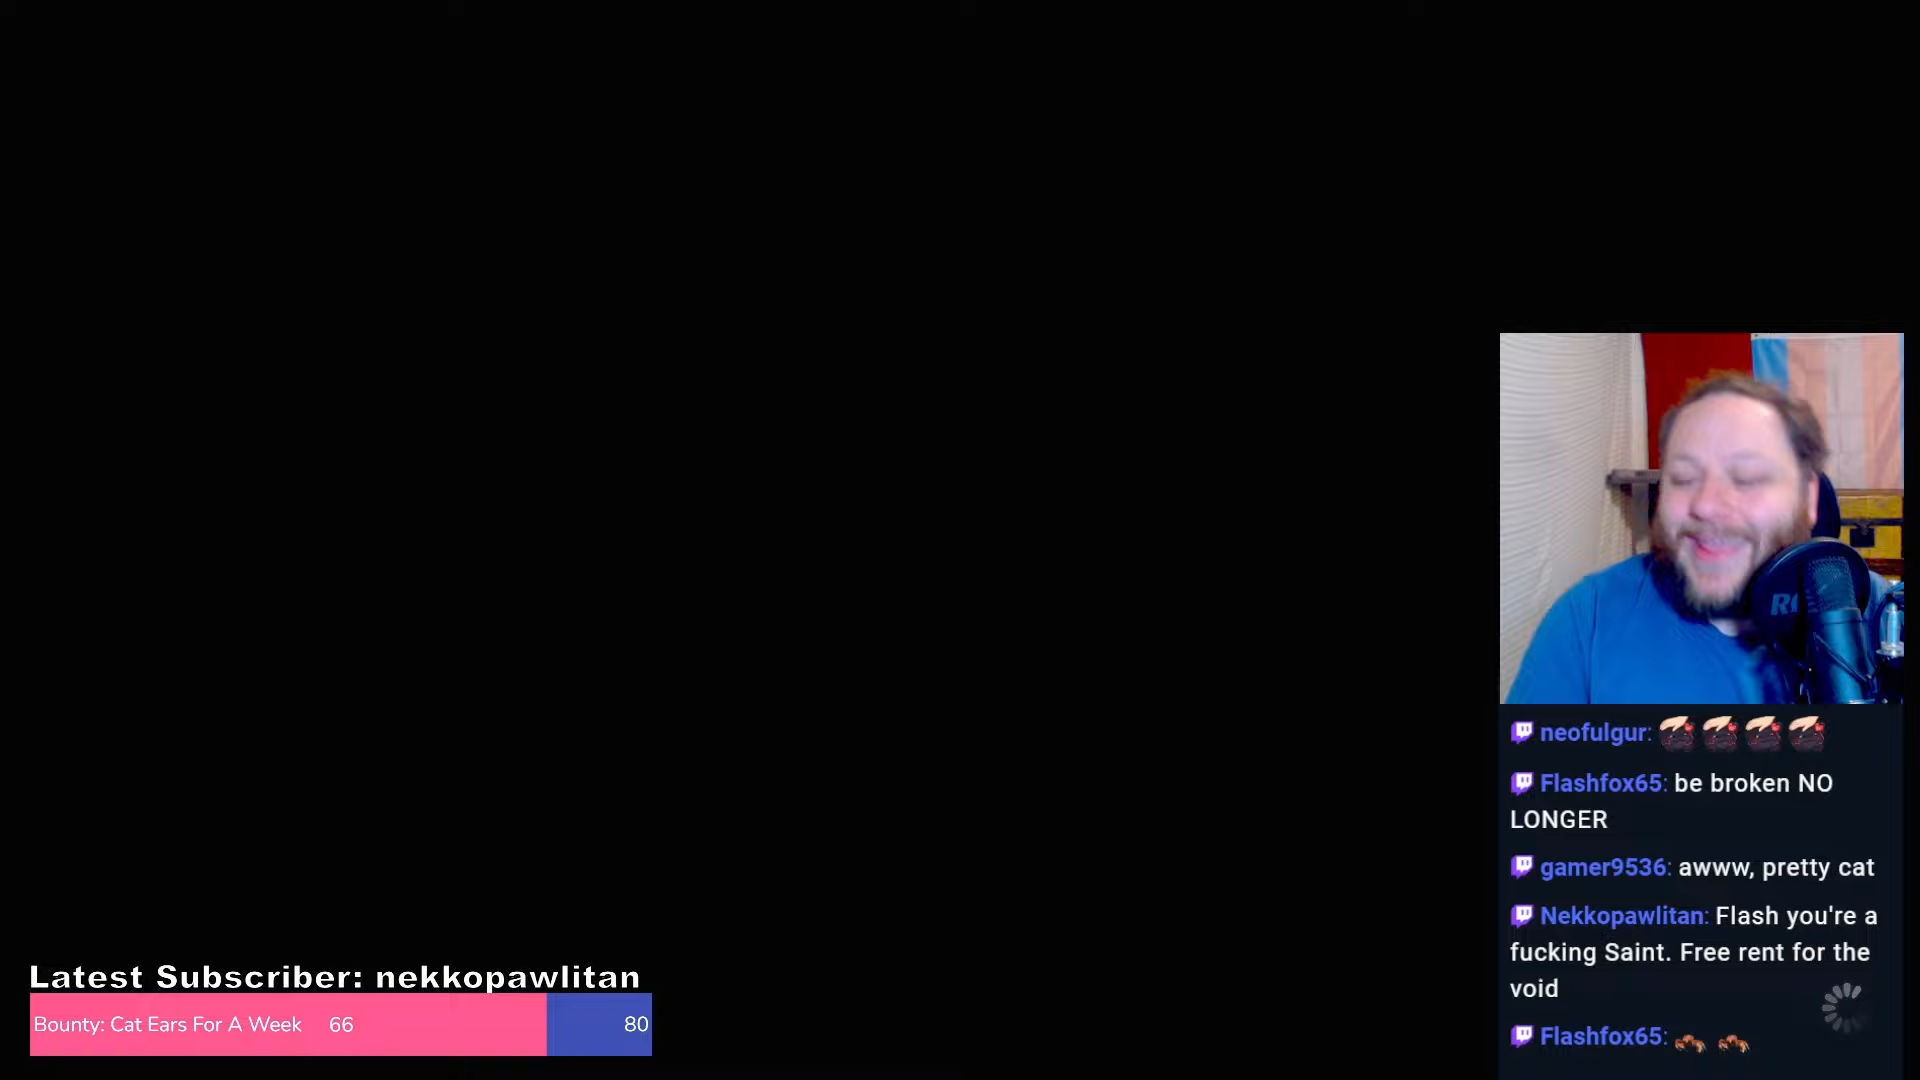 neofulgur:
Flashfox65: be broken NO
LONGER
gamer9536: awww, pretty cat
Nekkopawlitan: Flash you're a
fucking Saint. Free rent for the
void
Flashfox65:
Latest Subscriber: nekkopawlitan
Bounty: Cat Ears For A Week 66 80